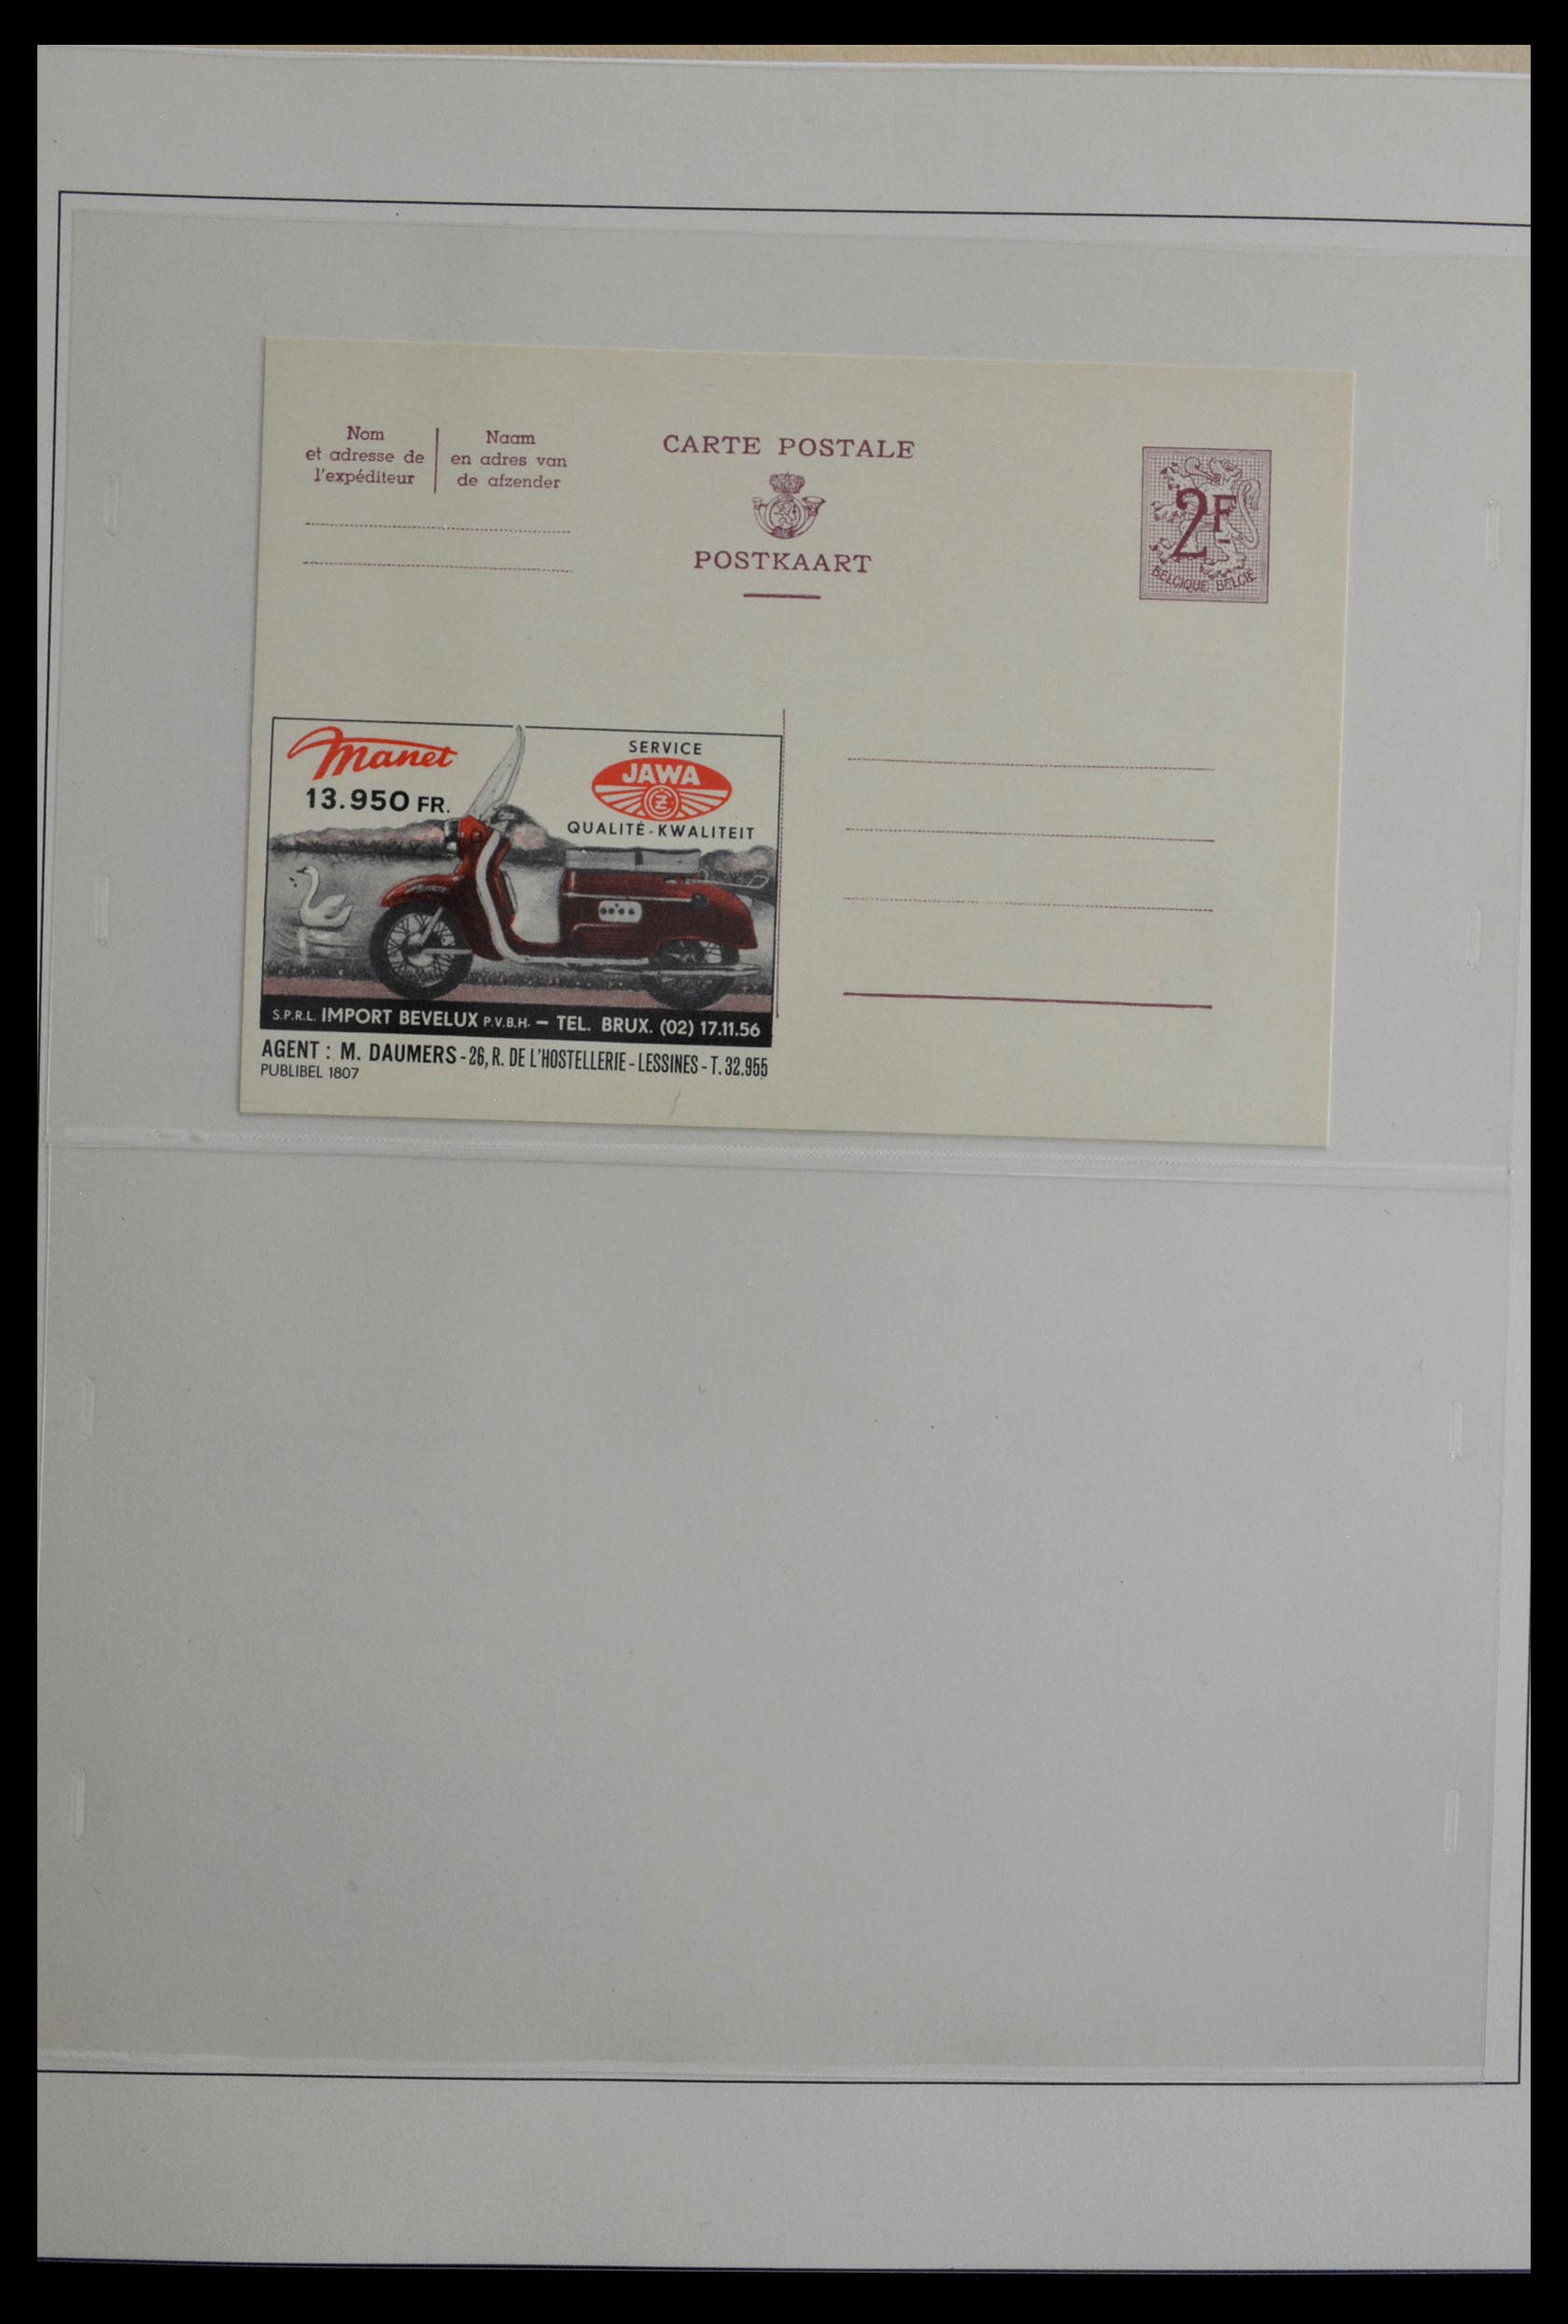 Nom
et adresse de
l'expéditeur
Naam
en adres van
de afzender
CARTE POSTALE
POSTKAART
2F
BELGIQUE BELGIE
Manet
13.950 FR.
SERVICE
JAWA
CZ
QUALITÉ-KWALITEIT
S.P.R.L. IMPORT BEVELUX P.V.B.H. — TEL. BRUX. (02) 17.11.56
AGENT : M. DAUMERS - 26, R. DE L'HOSTELLERIE - LESSINES - T. 32.955
PUBLIBEL 1807